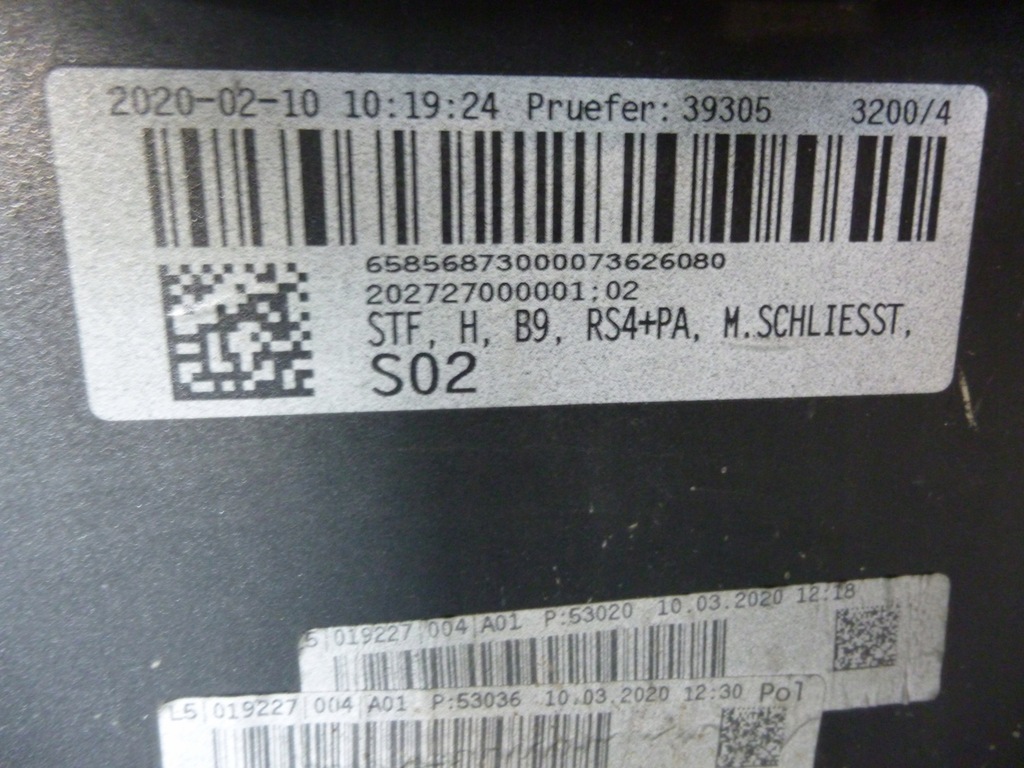 2020-02-10 10:19:24 Pruefer: 39305 3200/4
65856873000073626080
202727000001:02
STF, H, B9, RS4+PA, M.SCHLIESST,
S02
5 019227 004 A01 P:53020 10.03.2020 12:18
L5 019227 004 A01 P:53036 10.03.2020 12:30 Pol